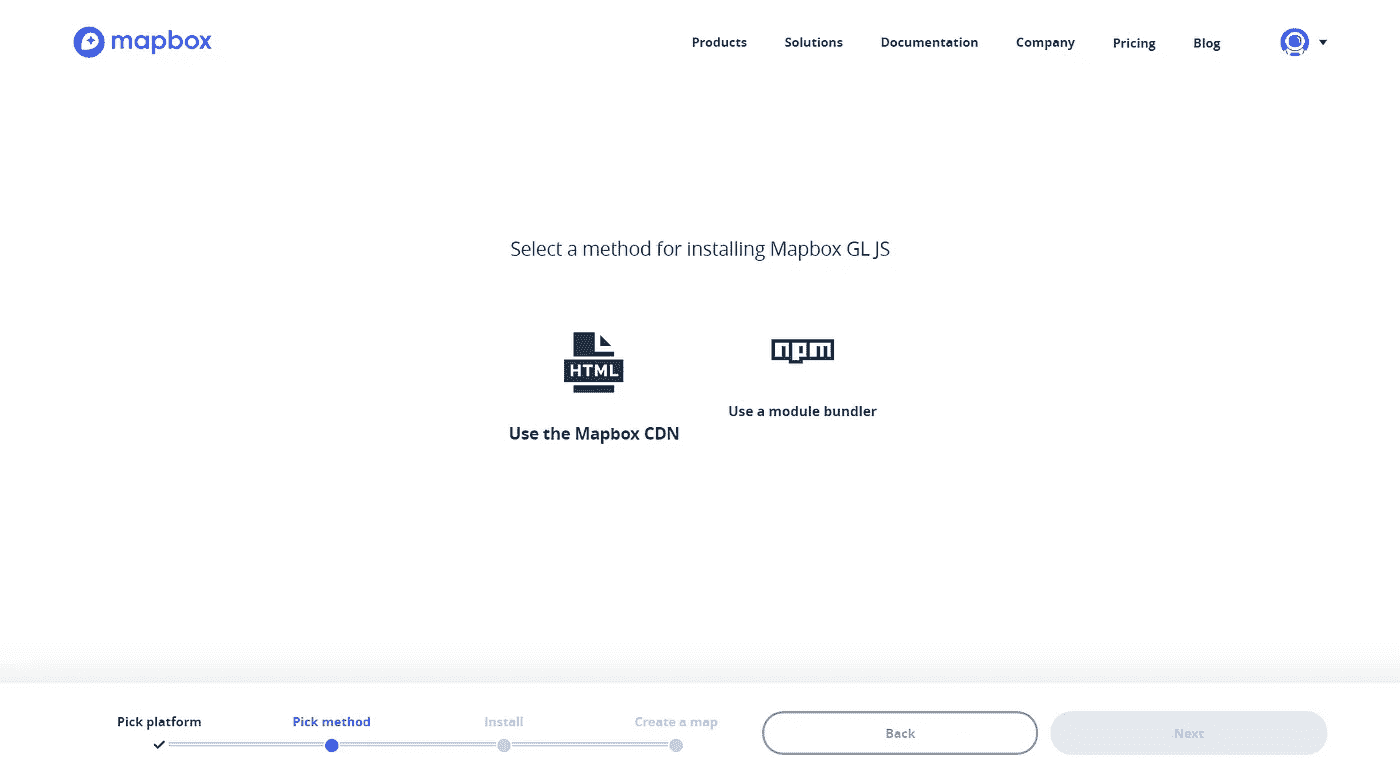 mapbox
Products Solutions Documentation Company Pricing Blog
Select a method for installing Mapbox GL JS
HTML
npm
Use the Mapbox CDN
Use a module bundler
Pick platform Pick method Install Create a map
Back Next